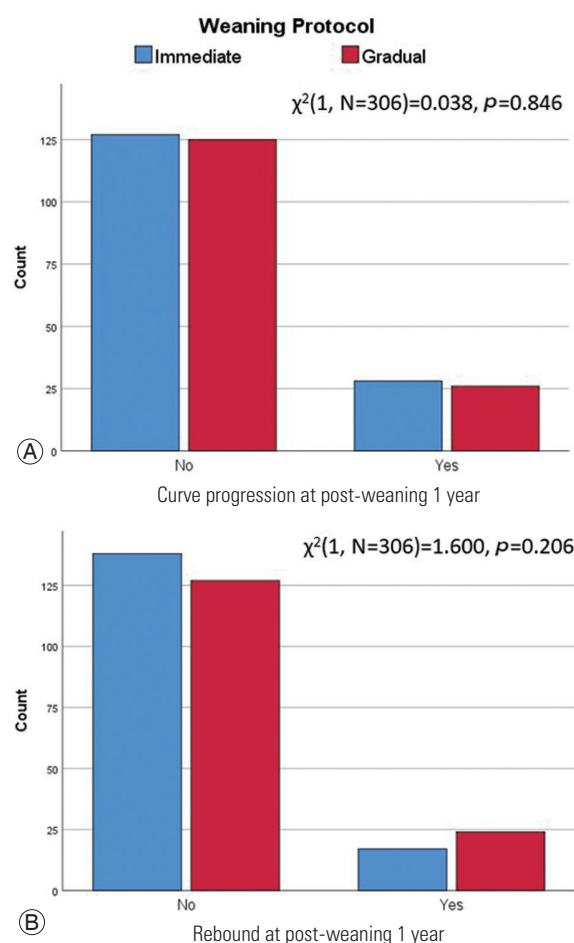 Weaning Protocol
Immediate Gradual
χ²(1, N=306)=0.038, p=0.846
125
100
75
50
25
0
Count
No Yes
Curve progression at post-weaning 1 year
A
χ²(1, N=306)=1.600, p=0.206
125
100
75
50
25
0
Count
No Yes
Rebound at post-weaning 1 year
B